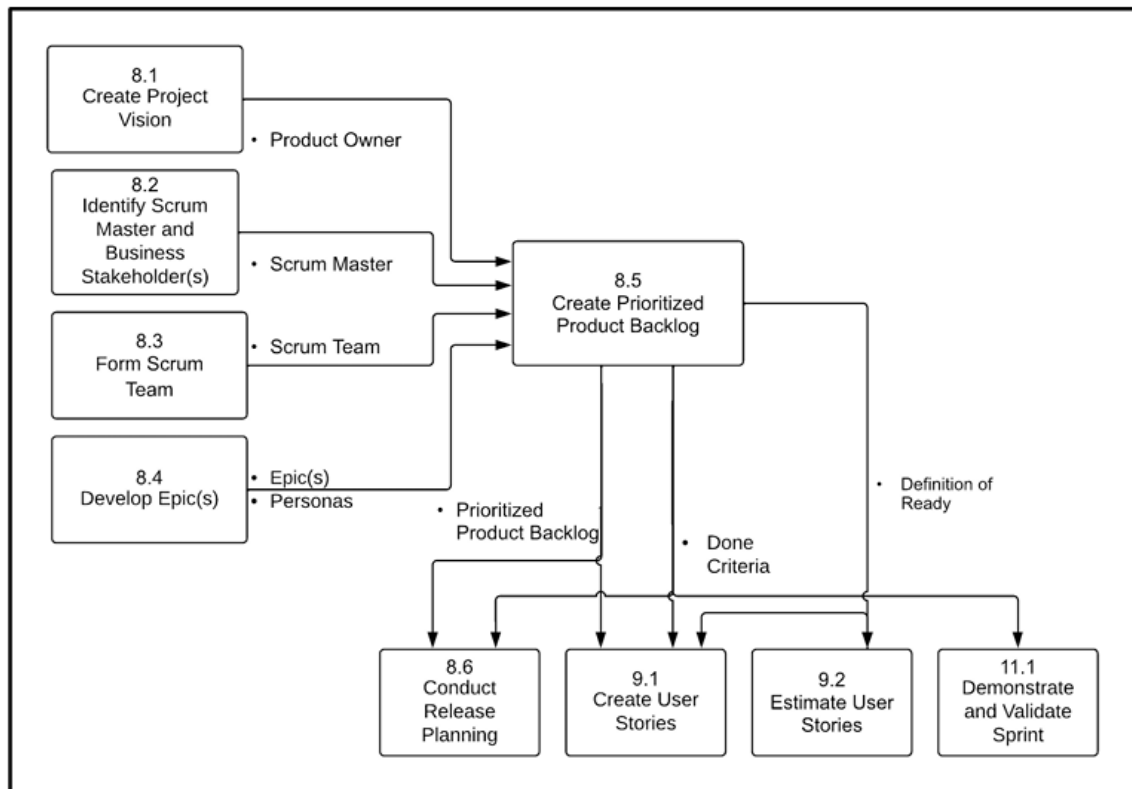 8.1
Create Project
Vision
• Product Owner
8.2
Identify Scrum
Master and
Business
Stakeholder(s)
• Scrum Master
8.3
Form Scrum
Team
• Scrum Team
8.4
Develop Epic(s)
• Epic(s)
• Personas
8.5
Create Prioritized
Product Backlog
• Prioritized
Product Backlog
• Done
Criteria
• Definition of
Ready
8.6
Conduct
Release
Planning
9.1
Create User
Stories
9.2
Estimate User
Stories
11.1
Demonstrate
and Validate
Sprint